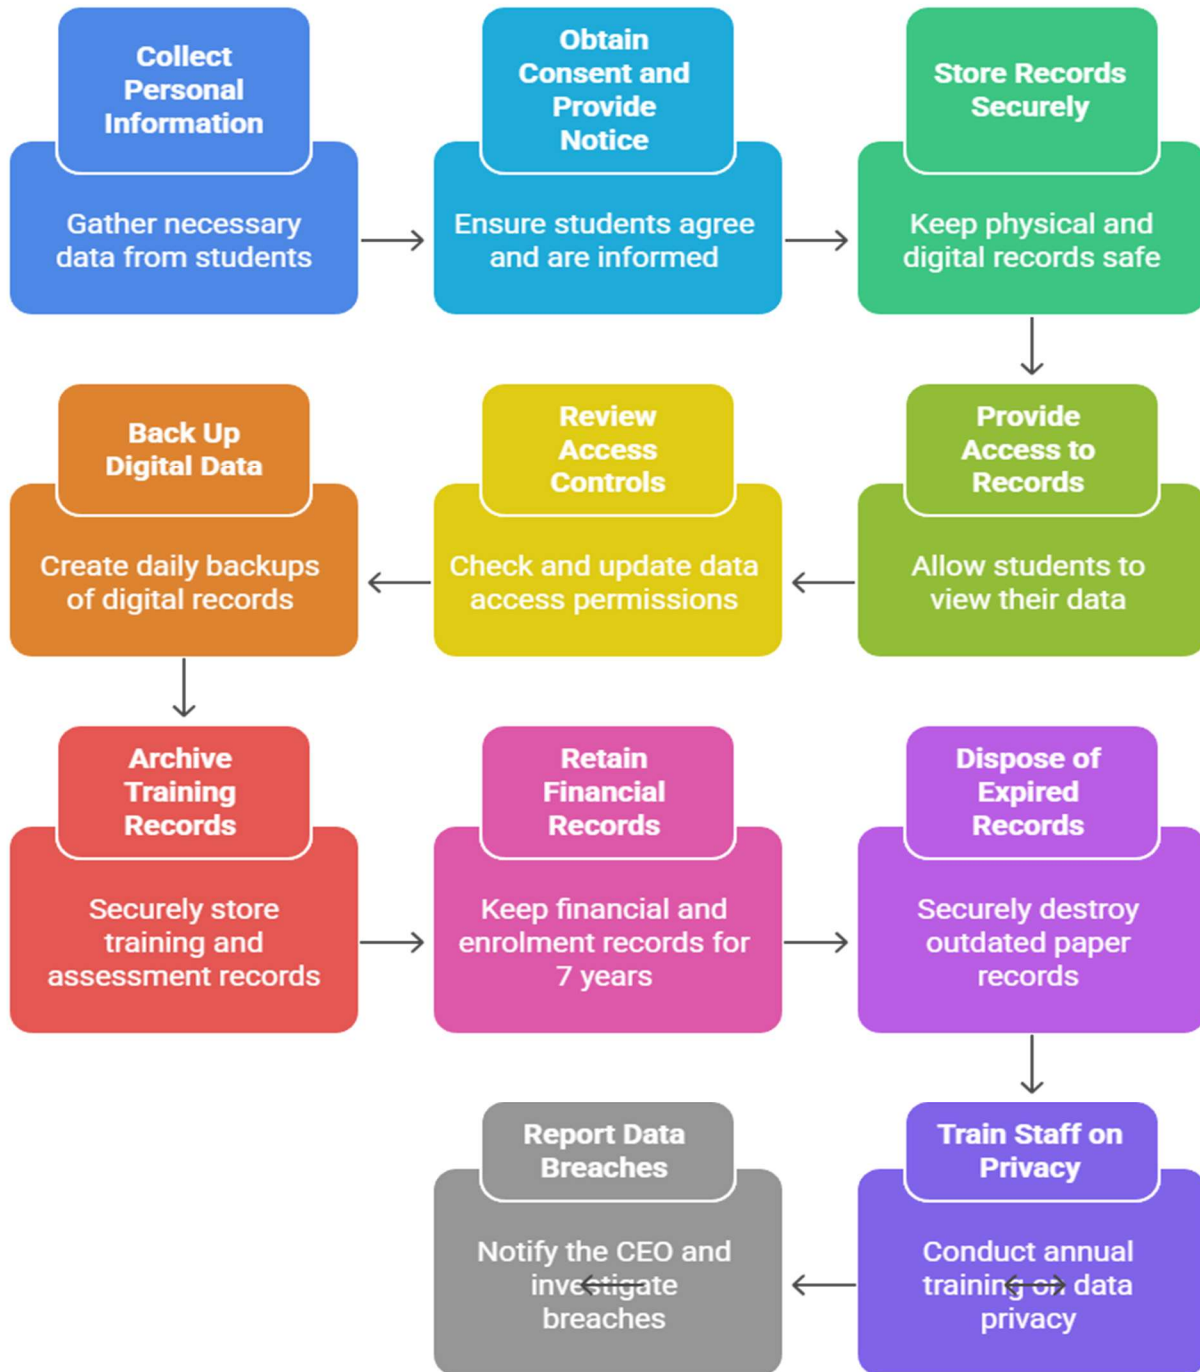 Collect
Personal
Information
Gather necessary
data from students
Obtain
Consent and
Provide
Notice
Ensure students agree
and are informed
Store Records
Securely
Keep physical and
digital records safe
Provide
Access to
Records
Allow students to
view their data
Review
Access
Controls
Check and update data
access permissions
Back Up
Digital Data
Create daily backups
of digital records
Archive
Training
Records
Securely store
training and
assessment records
Retain
Financial
Records
Keep financial and
enrolment records for
7 years
Dispose of
Expired
Records
Securely destroy
outdated paper
records
Train Staff on
Privacy
Conduct annual
training on data
privacy
Report Data
Breaches
Notify the CEO and
investigate
breaches